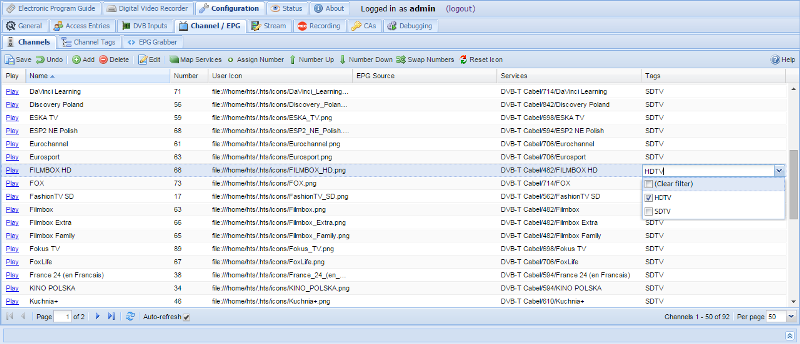 Electronic Program Guide Digital Video Recorder Configuration Status About Logged in as admin (logout)
General Access Entries DVB Inputs Channel / EPG Stream Recording CAs Debugging
Channels Channel Tags EPG Grabber
Save Undo Add Delete Edit Map Services Assign Number Number Up Number Down Swap Numbers Reset Icon Help
Play Name Number User Icon EPG Source Services Tags
Play DaVinci Learning 71 file:///home/hts/.hts/icons/DaVinci_Learning... DVB-T Cabel/714/DaVinci Learning SDTV
Play Discovery Poland 56 file:///home/hts/.hts/icons/Discovery_Polan... DVB-T Cabel/642/Discovery Poland SDTV
Play ESKA TV 59 file:///home/hts/.hts/icons/ESKA_TV.png DVB-T Cabel/698/ESKA TV SDTV
Play ESP2 NE Polish 68 file:///home/hts/.hts/icons/ESP2_NE_Polish.... DVB-T Cabel/594/ESP2 NE Polish SDTV
Play Eurochannel 61 file:///home/hts/.hts/icons/Eurochannel.png DVB-T Cabel/706/Eurochannel SDTV
Play Eurosport 63 file:///home/hts/.hts/icons/Eurosport.png DVB-T Cabel/706/Eurosport SDTV
Play FILMBOX HD 66 file:///home/hts/.hts/icons/FILMBOX_HD.png DVB-T Cabel/482/FILMBOX HD HDTV
Play FOX 73 file:///home/hts/.hts/icons/FOX.png DVB-T Cabel/714/FOX
(Clear filter)
Play FashionTV SD 17 file:///home/hts/.hts/icons/FashionTV_SD.png DVB-T Cabel/562/FashionTV SD
HDTV
Play Filmbox 63 file:///home/hts/.hts/icons/Filmbox.png DVB-T Cabel/482/Filmbox
SDTV
Play Filmbox Extra 66 file:///home/hts/.hts/icons/Filmbox_Extra.png DVB-T Cabel/482/Filmbox Extra SDTV
Play Filmbox Family 65 file:///home/hts/.hts/icons/Filmbox_Family.png DVB-T Cabel/482/Filmbox Family SDTV
Play Fokus TV 89 file:///home/hts/.hts/icons/Fokus_TV.png DVB-T Cabel/698/Fokus TV SDTV
Play FoxLife 67 file:///home/hts/.hts/icons/FoxLife.png DVB-T Cabel/706/FoxLife SDTV
Play France 24 (en Francais) 38 file:///home/hts/.hts/icons/France_24_(en_... DVB-T Cabel/594/France 24 (en Francais) SDTV
Play KINO POLSKA 34 file:///home/hts/.hts/icons/KINO_POLSKA.png DVB-T Cabel/594/KINO POLSKA SDTV
Play Kuchnia+ 46 file:///home/hts/.hts/icons/Kuchnia+.png DVB-T Cabel/610/Kuchnia+ SDTV
Page 1 of 2 Auto-refresh Channels 1 - 50 of 92 Per page 50